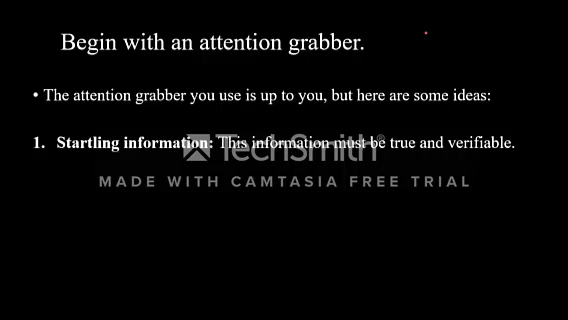 Begin with an attention grabber.
• The attention grabber you use is up to you, but here are some ideas:
1. Startling information: This information must be true and verifiable.
TechSmith®
MADE WITH CAMTASIA FREE TRIAL